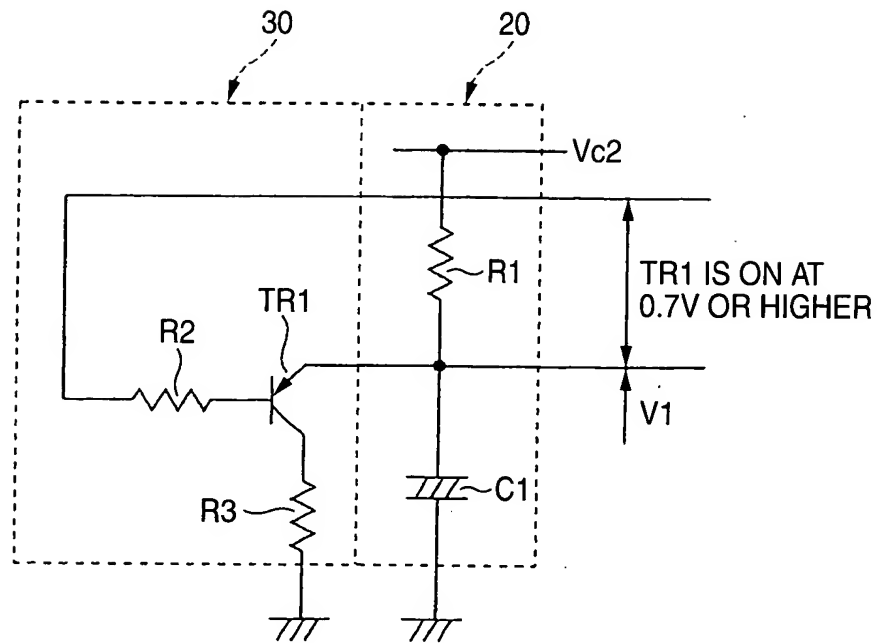 30
20
Vc2
R1
TR1 IS ON AT
0.7V OR HIGHER
TR1
R2
V1
C1
R3